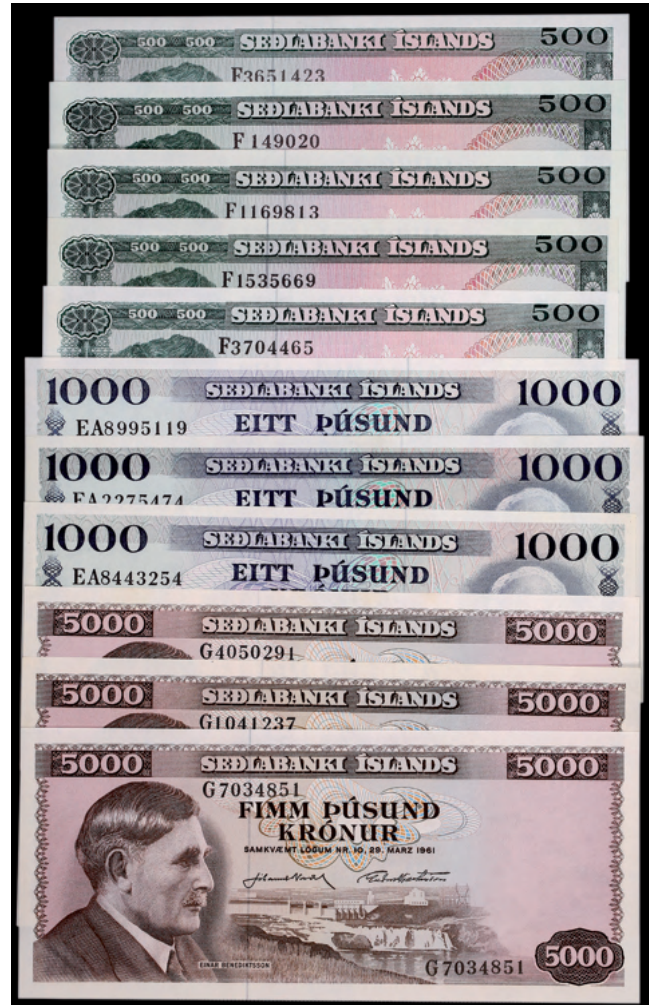 500 500 SEÐLABANKI ÍSLANDS 500
F3651423
500 500 SEÐLABANKI ÍSLANDS 500
F149020
500 500 SEÐLABANKI ÍSLANDS 500
F1169813
500 500 SEÐLABANKI ÍSLANDS 500
F1535669
500 500 SEÐLABANKI ÍSLANDS 500
F3704465
1000 SEÐLABANKI ÍSLANDS 1000
EA8995119 EITT ÞÚSUND
1000 SEÐLABANKI ÍSLANDS 1000
EA2275474 EITT ÞÚSUND
1000 SEÐLABANKI ÍSLANDS 1000
EA8443254 EITT ÞÚSUND
5000 SEÐLABANKI ÍSLANDS 5000
G4050291
5000 SEÐLABANKI ÍSLANDS 5000
G1041237
5000 SEÐLABANKI ÍSLANDS 5000
G7034851
FIMM ÞÚSUND
KRÓNUR
SAMKVÆMT LÖGUM NR. 10, 29. MARZ 1961
EINAR BENEDIKTSSON
G7034851 5000